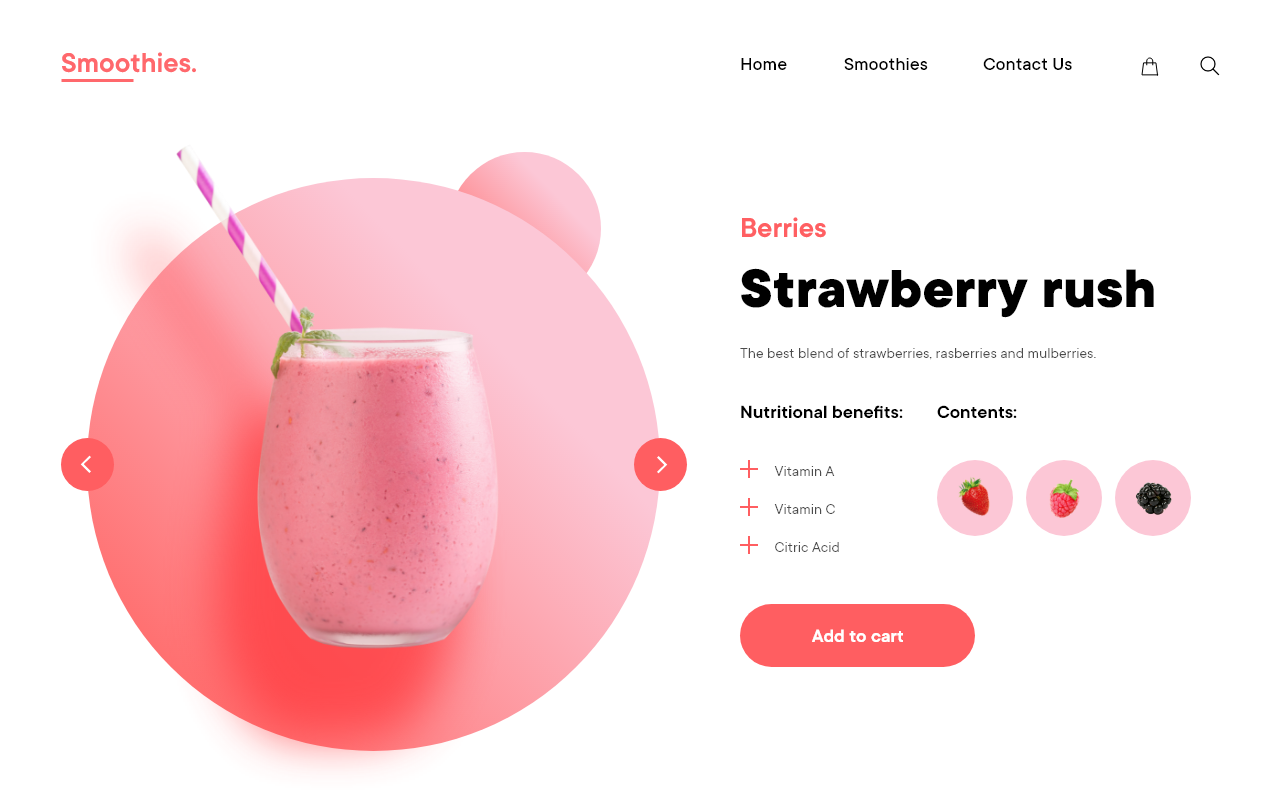 Smoothies.
Home
Smoothies
Contact Us
Berries
Strawberry rush
The best blend of strawberries, rasberries and mulberries.
Nutritional benefits:
Vitamin A
Vitamin C
Citric Acid
Contents:
Add to cart